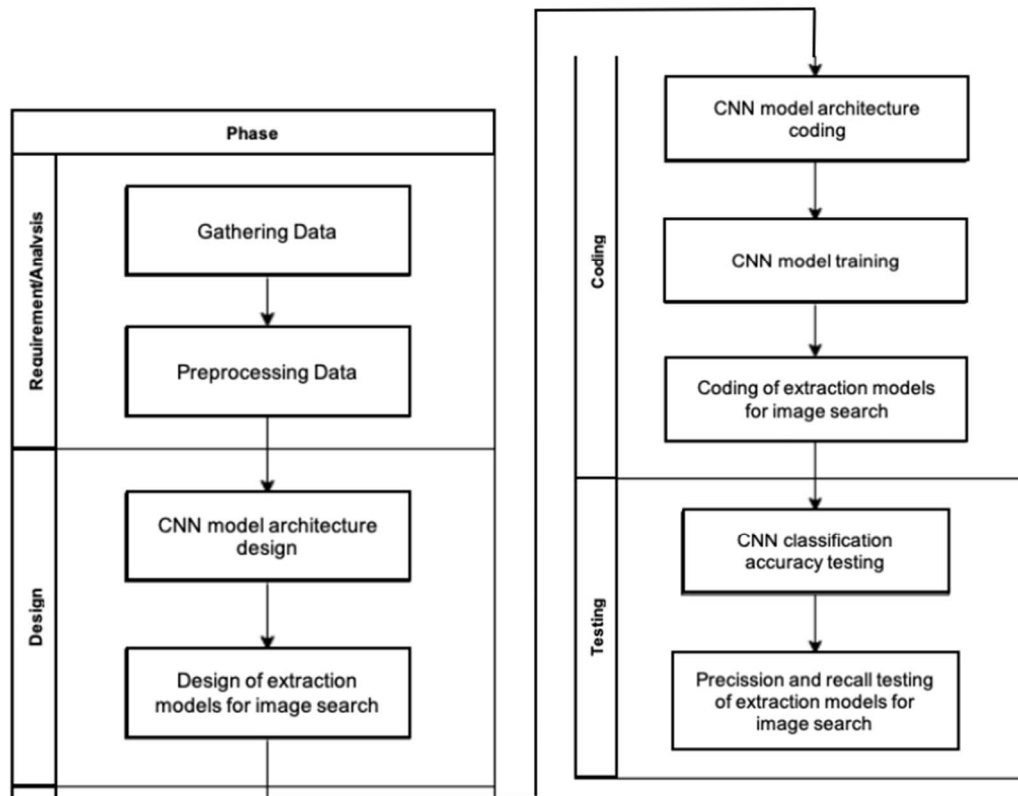 Phase
Requirement/Analysis
Gathering Data
Preprocessing Data
Design
CNN model architecture
design
Design of extraction
models for image search
Coding
CNN model architecture
coding
CNN model training
Coding of extraction models
for image search
Testing
CNN classification
accuracy testing
Precission and recall testing
of extraction models for
image search